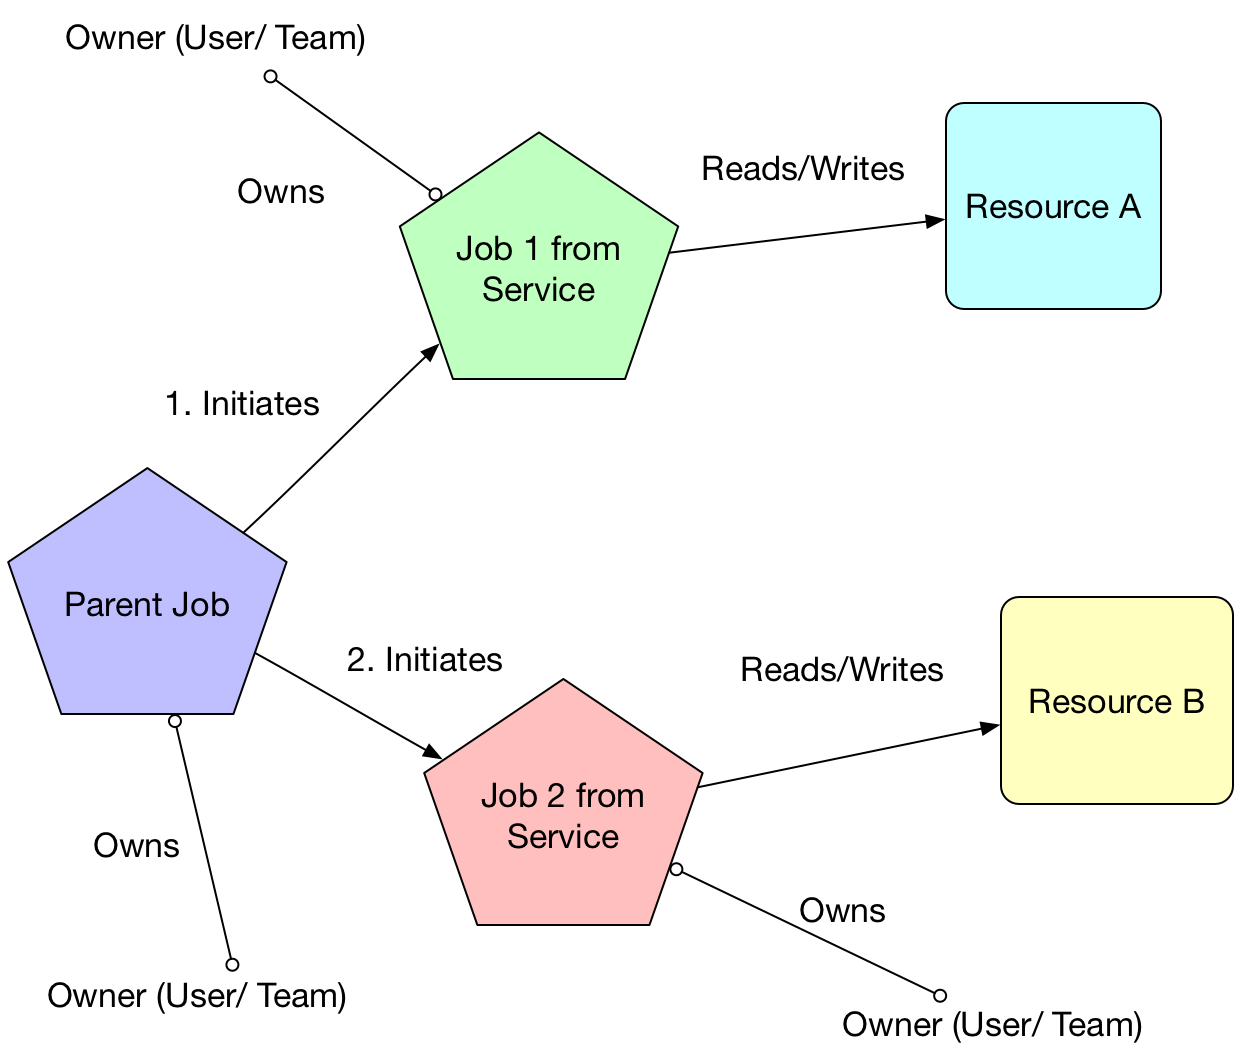 Owner (User/ Team)
Owns
Reads/Writes
Resource A
Job 1 from
Service
1. Initiates
Parent Job
2. Initiates
Reads/Writes
Resource B
Job 2 from
Service
Owns
Owns
Owner (User/ Team)
Owner (User/ Team)